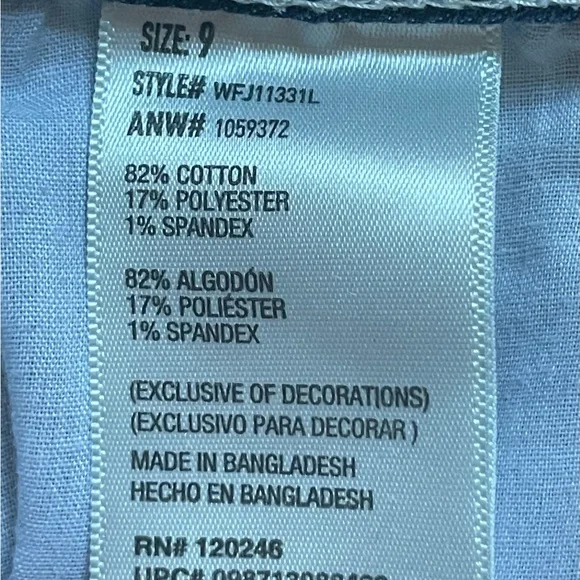 SIZE: 9
STYLE# WFJ11331L
ANW# 1059372
82% COTTON
17% POLYESTER
1% SPANDEX
82% ALGODÓN
17% POLIÉSTER
1% SPANDEX
(EXCLUSIVE OF DECORATIONS)
(EXCLUSIVO PARA DECORAR )
MADE IN BANGLADESH
HECHO EN BANGLADESH
RN# 120246
UPC#